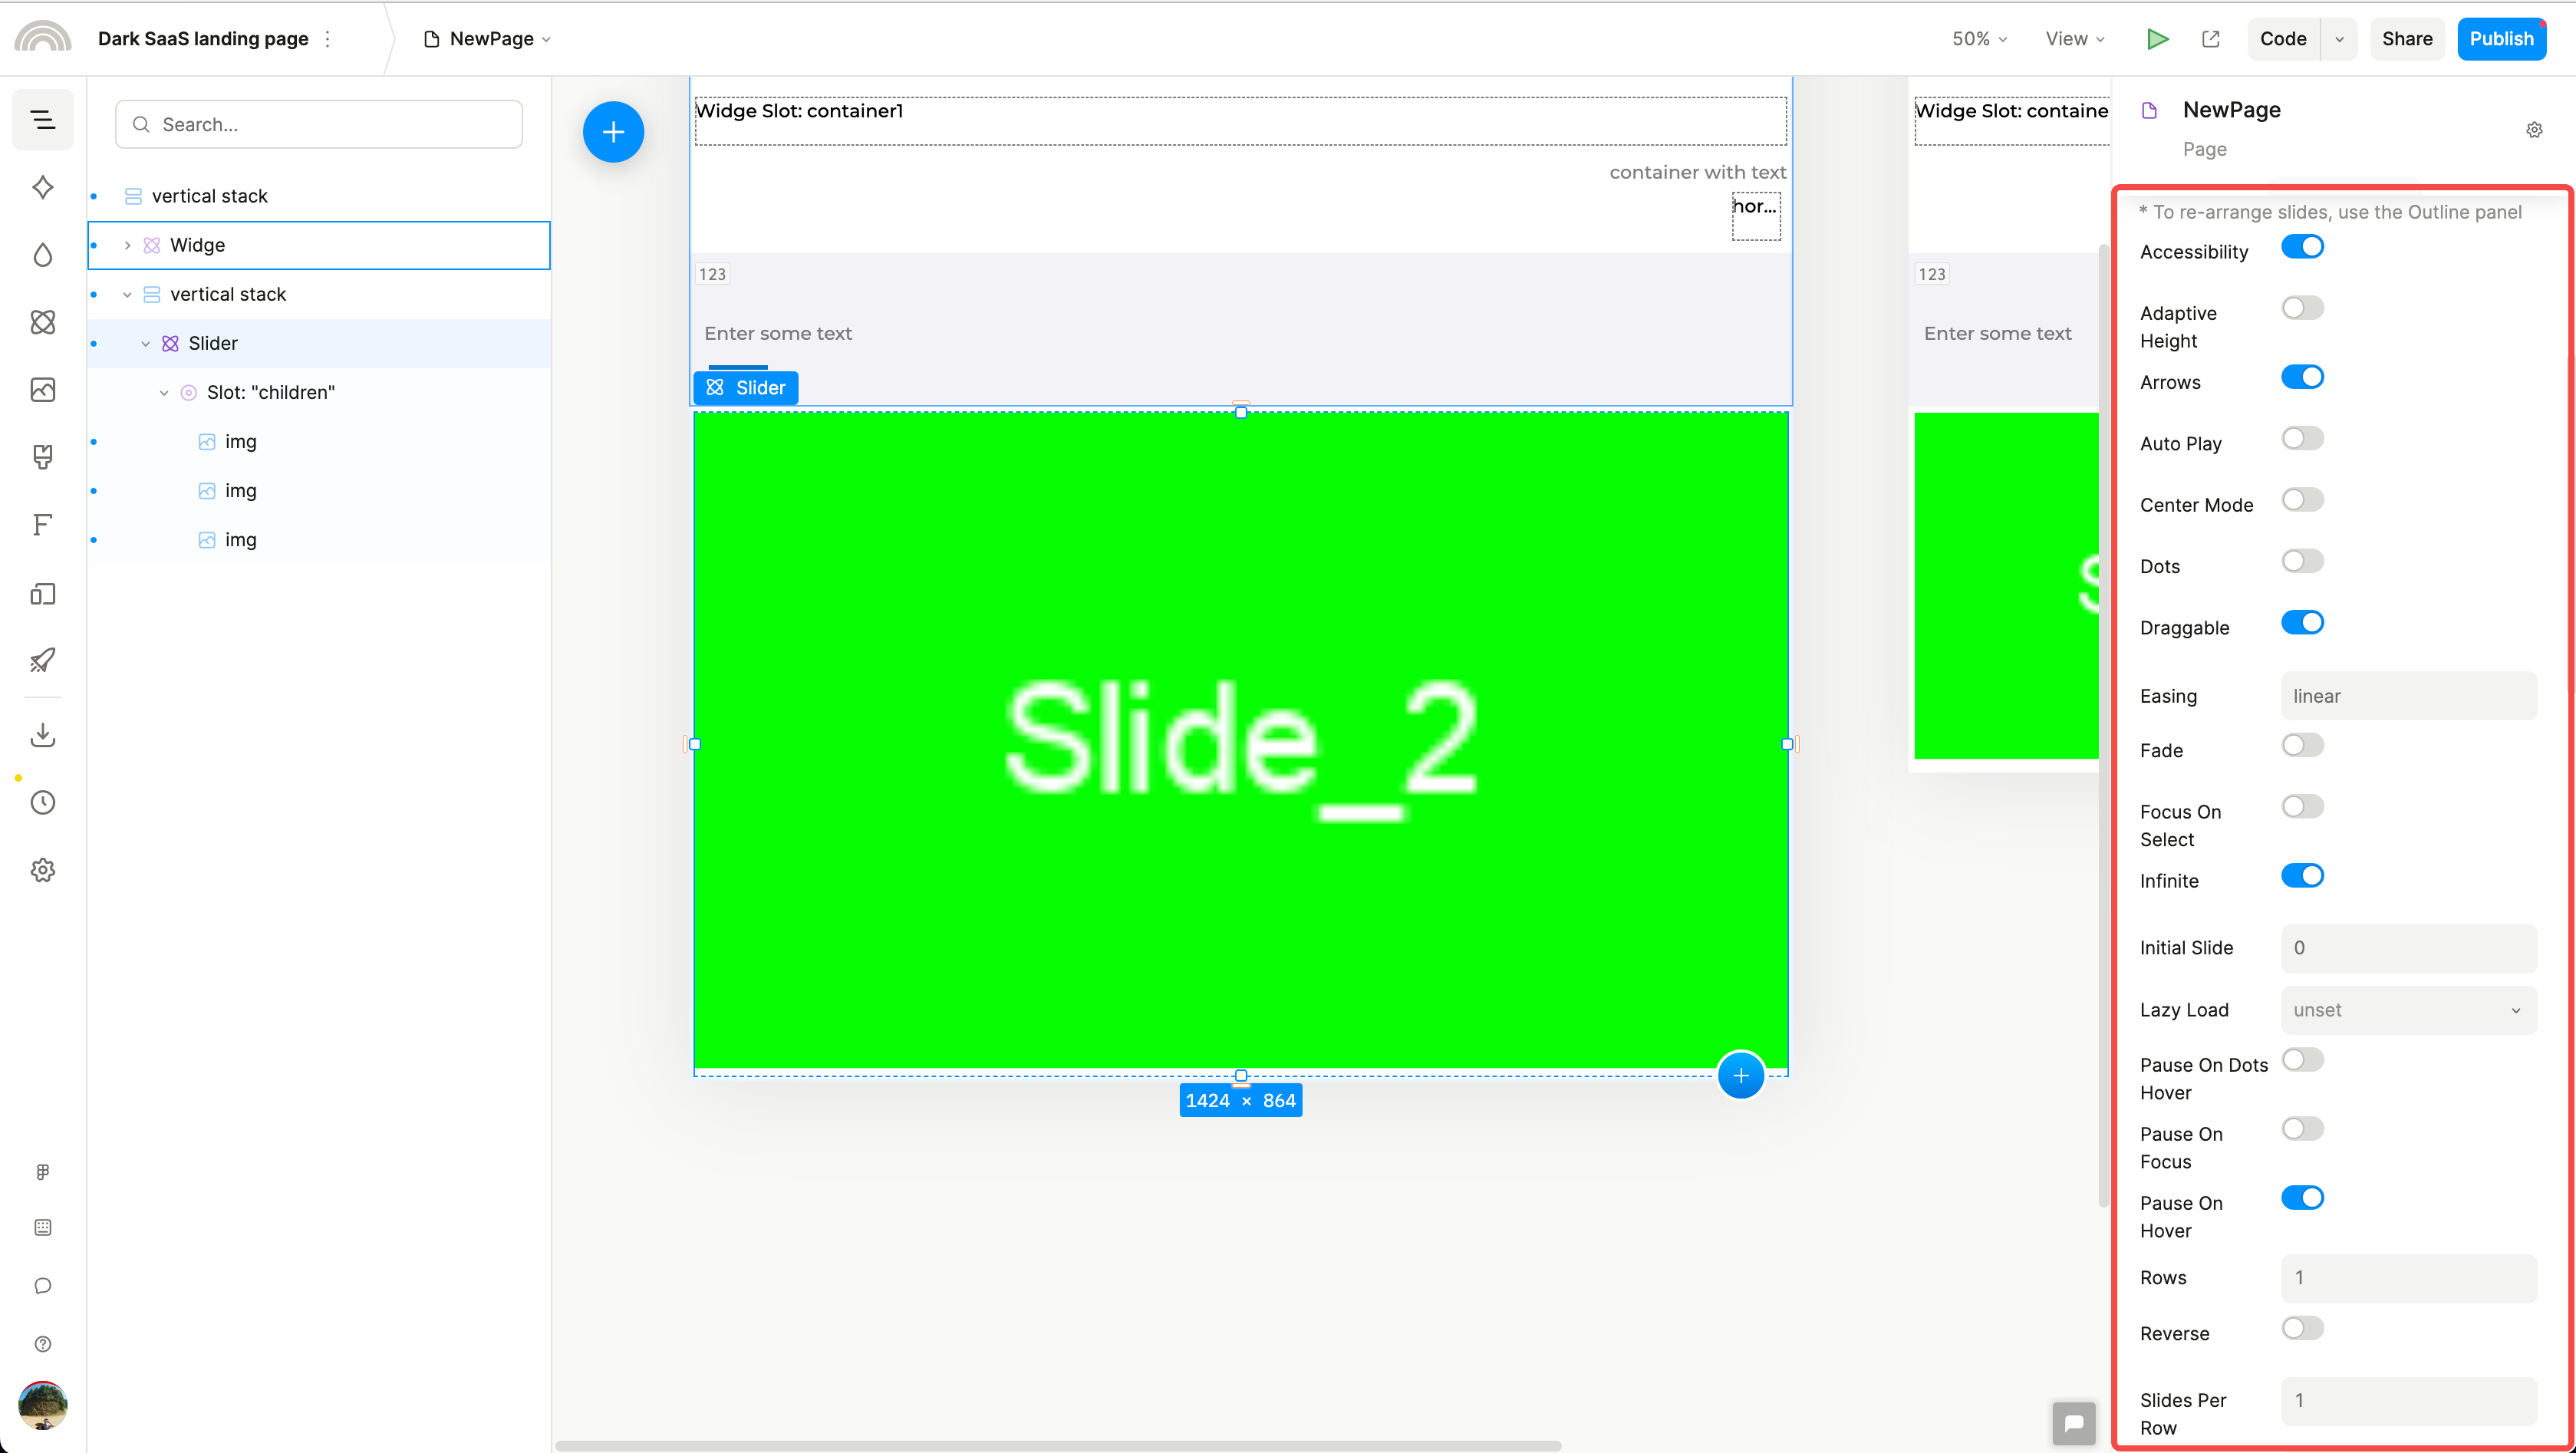 Dark SaaS landing page
NewPage
50%
View
Code
Share
Publish
Search...
vertical stack
Widge
vertical stack
Slider
Slot: "children"
img
img
img
Widge Slot: container1
container with text
hor...
123
Enter some text
Slider
Slide_2
1424 × 864
Widge Slot: containe
123
Enter some text
S
NewPage
Page
* To re-arrange slides, use the Outline panel
Accessibility
Adaptive
Height
Arrows
Auto Play
Center Mode
Dots
Draggable
Easing
linear
Fade
Focus On
Select
Infinite
Initial Slide
0
Lazy Load
unset
Pause On Dots
Hover
Pause On
Focus
Pause On
Hover
Rows
1
Reverse
Slides Per
Row
1